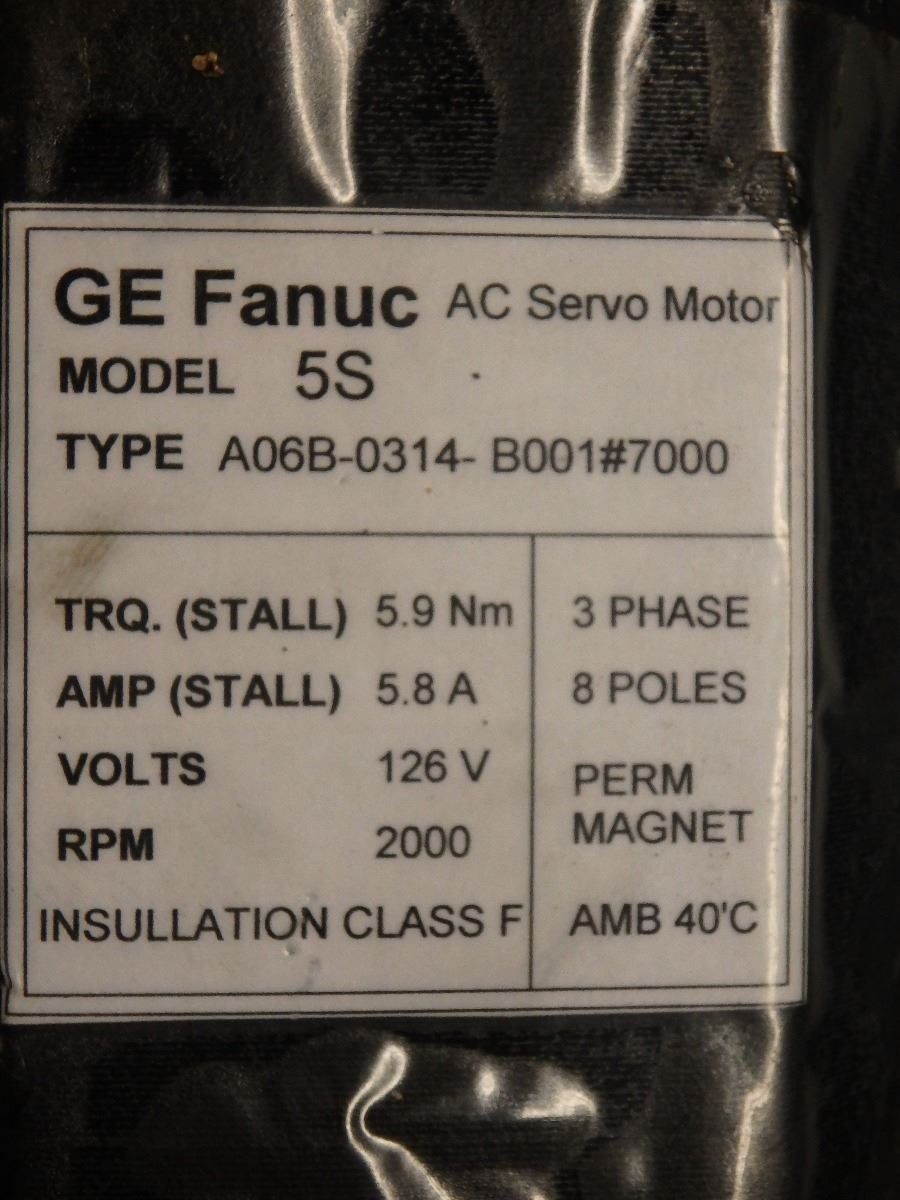 GE Fanuc AC Servo Motor
MODEL 5S
TYPE A06B-0314- B001#7000
TRQ. (STALL) 5.9 Nm
AMP (STALL) 5.8 A
VOLTS 126 V
RPM 2000
INSULLATION CLASS F
3 PHASE
8 POLES
PERM
MAGNET
AMB 40'C